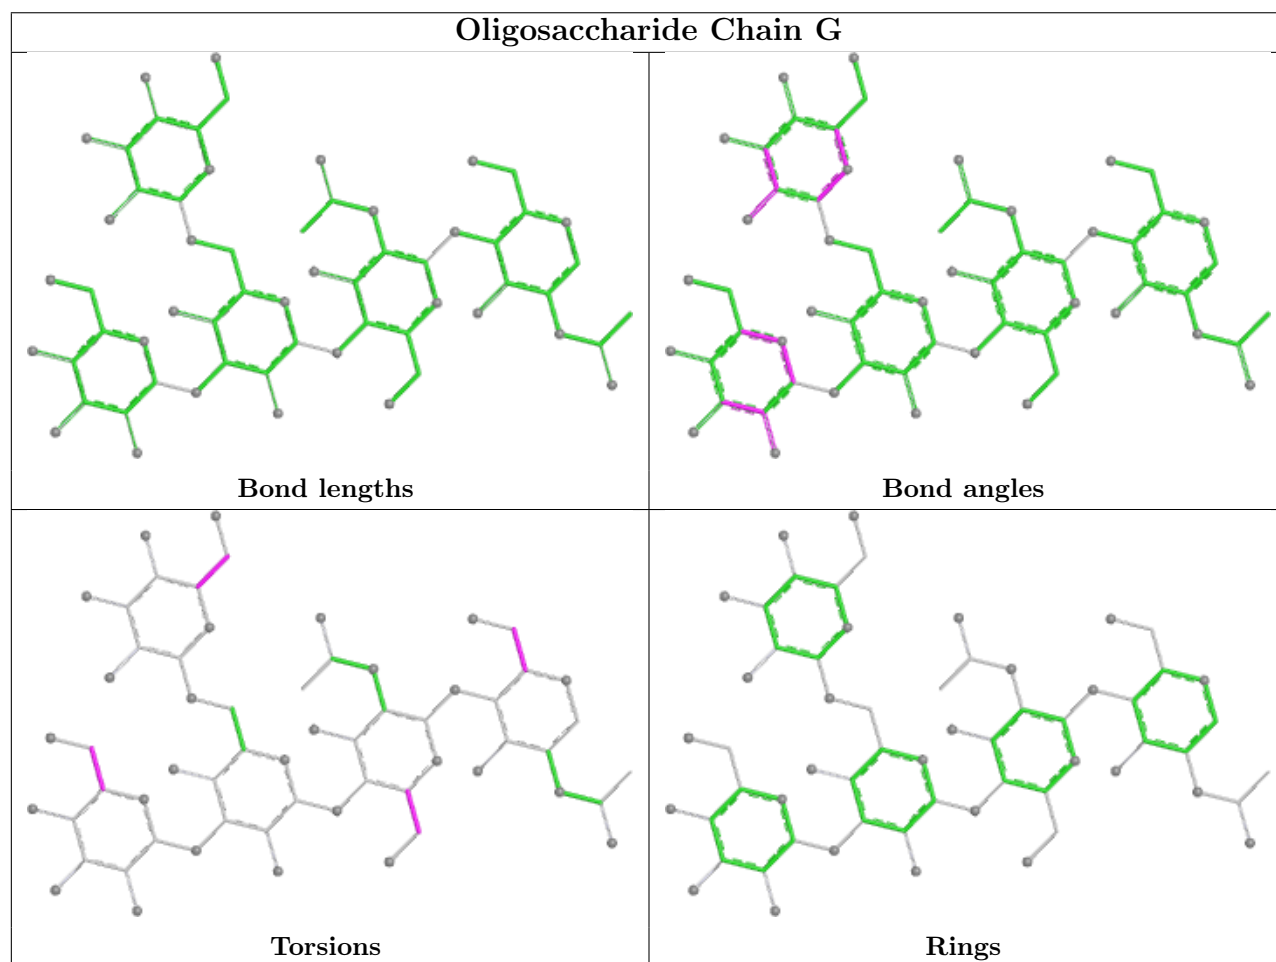 Oligosaccharide Chain G
Bond lengths
Bond angles
Torsions
Rings